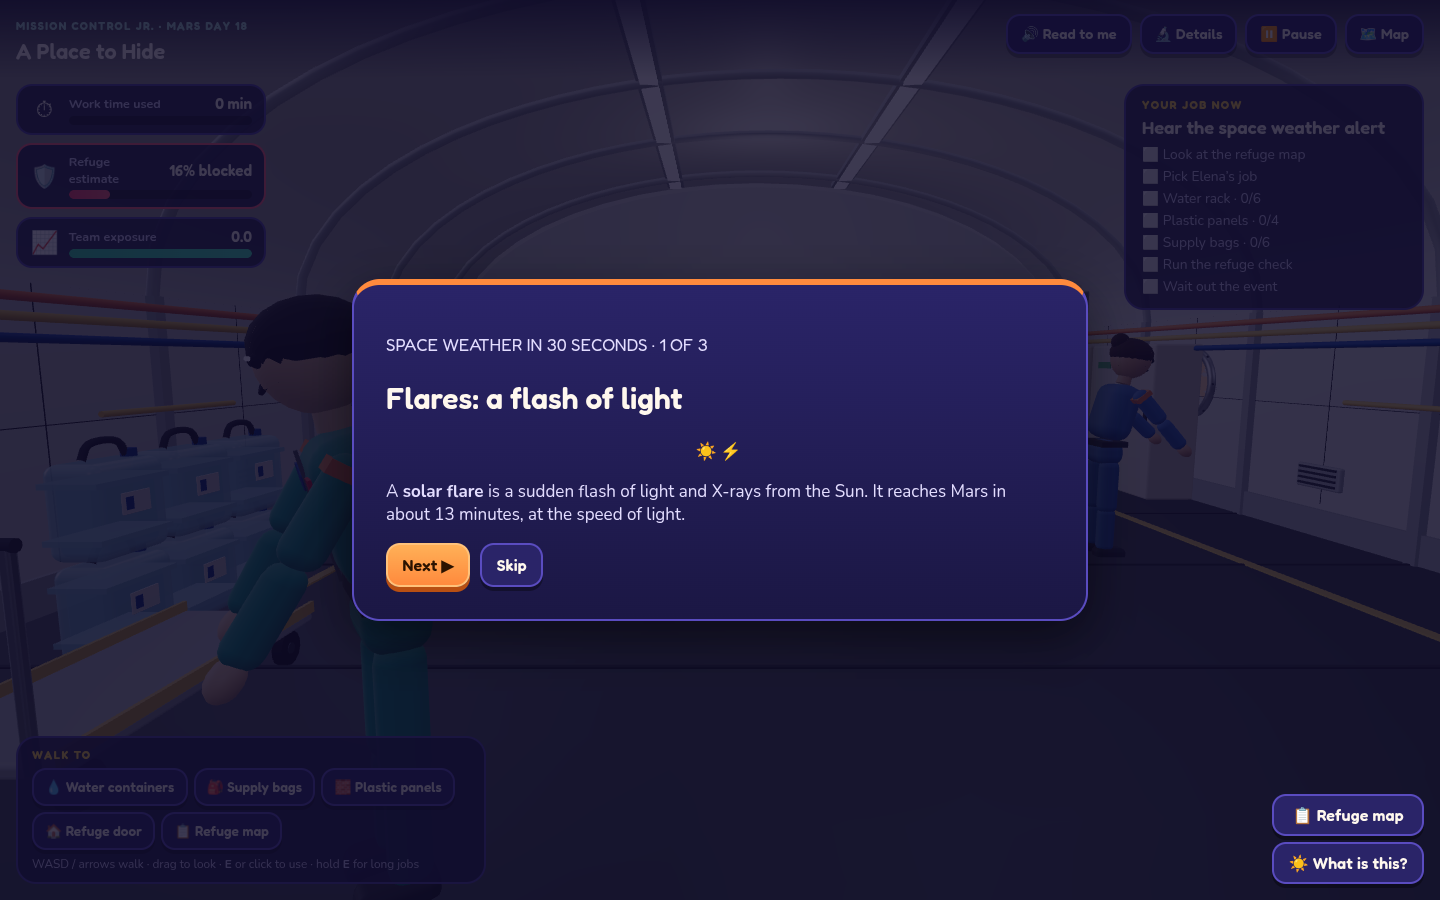 MISSION CONTROL JR. · MARS DAY 18
A Place to Hide
Work time used 0 min
Refuge estimate 16% blocked
Team exposure 0.0
Read to me
Details
Pause
Map
YOUR JOB NOW
Hear the space weather alert
Look at the refuge map
Pick Elena's job
Water rack · 0/6
Plastic panels · 0/4
Supply bags · 0/6
Run the refuge check
Wait out the event
SPACE WEATHER IN 30 SECONDS · 1 OF 3
Flares: a flash of light
A solar flare is a sudden flash of light and X-rays from the Sun. It reaches Mars in
about 13 minutes, at the speed of light.
Next ▶
Skip
WALK TO
Water containers
Supply bags
Plastic panels
Refuge door
Refuge map
WASD / arrows walk · drag to look · E or click to use · hold E for long jobs
Refuge map
What is this?